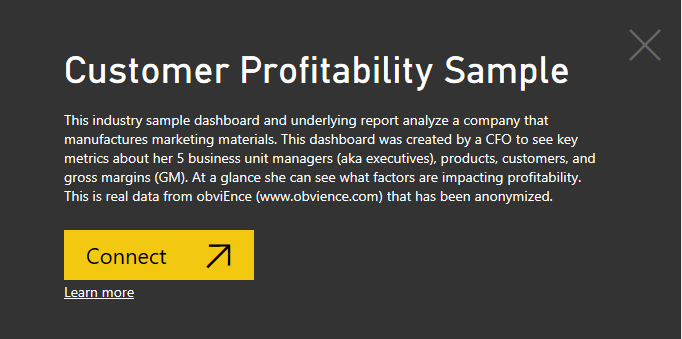 Customer Profitability Sample
This industry sample dashboard and underlying report analyze a company that
manufactures marketing materials. This dashboard was created by a CFO to see key
metrics about her 5 business unit managers (aka executives), products, customers, and
gross margins (GM). At a glance she can see what factors are impacting profitability.
This is real data from obviEnce (www.obvience.com) that has been anonymized.
Connect
Learn more